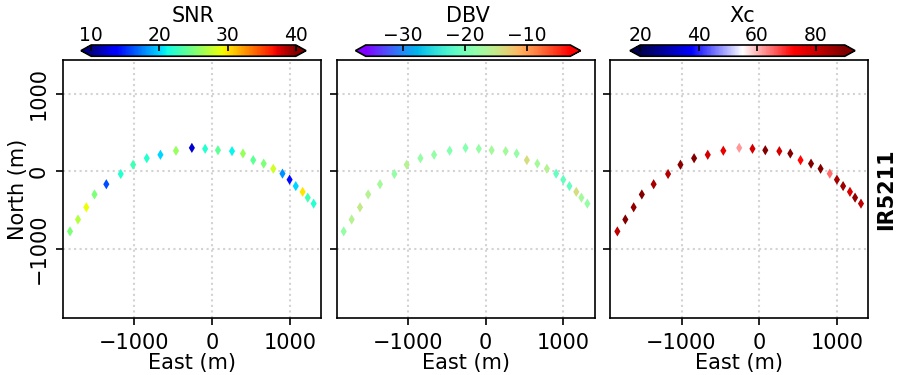 SNR DBV Xc
10 20 30 40 −30 −20 −10 20 40 60 80
1000
0
−1000
North (m)
IR5211
−1000 0 1000 −1000 0 1000 −1000 0 1000
East (m) East (m) East (m)